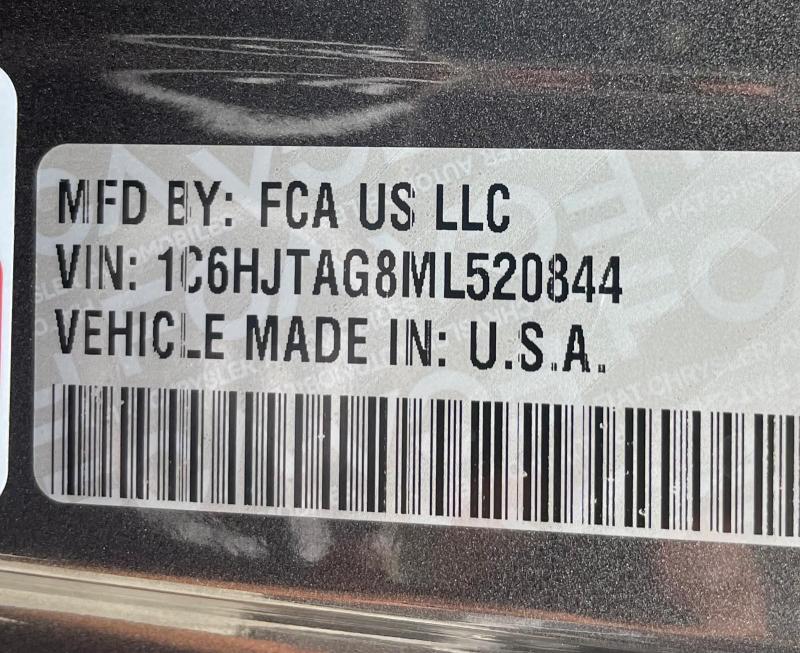 MFD BY: FCA US LLC
VIN: 1C6HJTAG8ML520844
VEHICLE MADE IN: U.S.A.